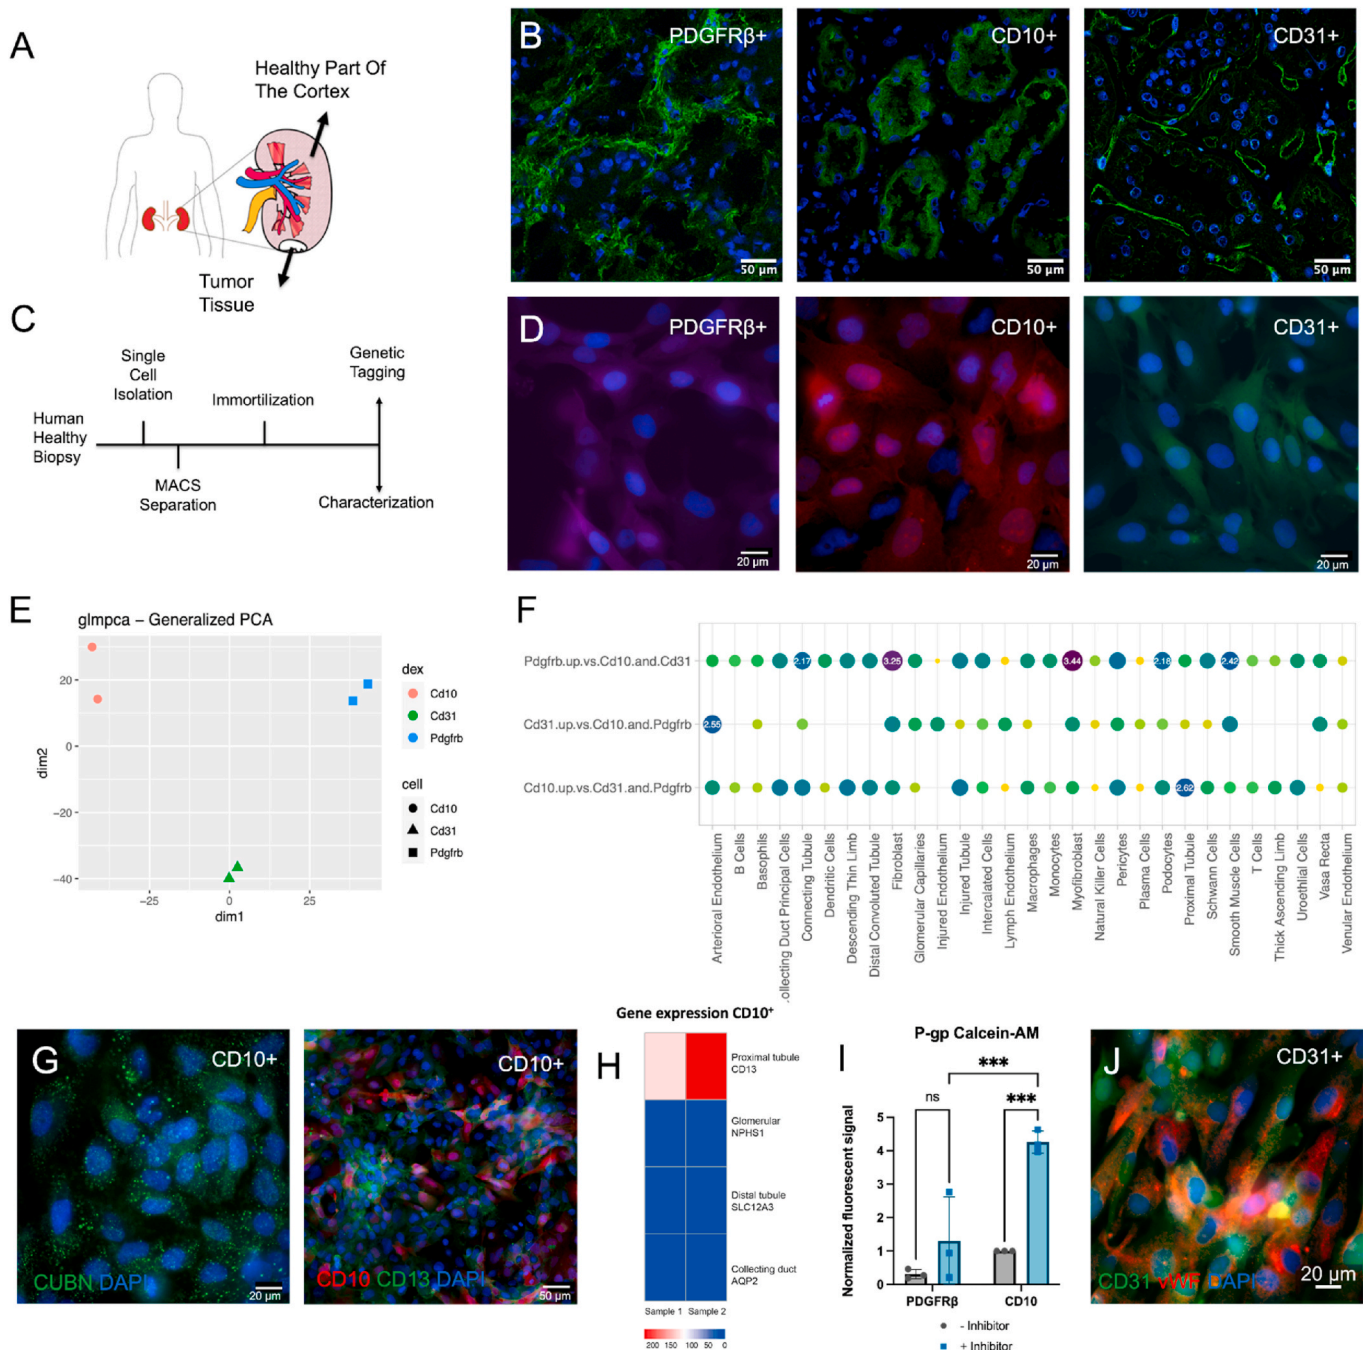 A
Healthy Part Of
The Cortex
Tumor
Tissue
B
PDGFRβ+
50 µm
CD10+
50 µm
CD31+
50 µm
C
Single
Cell
Isolation
Genetic
Tagging
Immortilization
Human
Healthy
Biopsy
MACS
Separation
Characterization
D
PDGFRβ+
20 µm
CD10+
20 µm
CD31+
20 µm
E
glmpca – Generalized PCA
20
0
−20
−40
dim2
−25
0
25
dim1
dex
Cd10
Cd31
Pdgfrb
cell
Cd10
Cd31
Pdgfrb
F
Pdgfrb.up.vs.Cd10.and.Cd31
2.17
3.25
3.44
2.18
2.42
Cd31.up.vs.Cd10.and.Pdgfrb
2.55
Cd10.up.vs.Cd31.and.Pdgfrb
2.62
Arterioral Endothelium
B Cells
Basophils
.ollecting Duct Principal Cells
Connecting Tubule
Dendritic Cells
Descending Thin Limb
Distal Convoluted Tubule
Fibroblast
Glomerular Capillaries
Injured Endothelium
Injured Tubule
Intercalated Cells
Lymph Endothelium
Macrophages
Monocytes
Myofibroblast
Natural Killer Cells
Pericytes
Plasma Cells
Podocytes
Proximal Tubule
Schwann Cells
Smooth Muscle Cells
T Cells
Thick Ascending Limb
Uroethlial Cells
Vasa Recta
Venular Endothelium
G
CD10+
CUBN DAPI
20 µm
CD10+
CD10 CD13 DAPI
50 µm
H
Gene expression CD10⁺
Proximal tubule
CD13
Glomerular
NPHS1
Distal tubule
SLC12A3
Collecting duct
AQP2
Sample 1 Sample 2
200 150 100 50 0
I
P-gp Calcein-AM
***
ns
***
5
4
3
2
1
0
Normalized fluorescent signal
PDGFRβ
CD10
- Inhibitor
+ Inhibitor
J
CD31+
CD31 vWF DAPI
20 µm